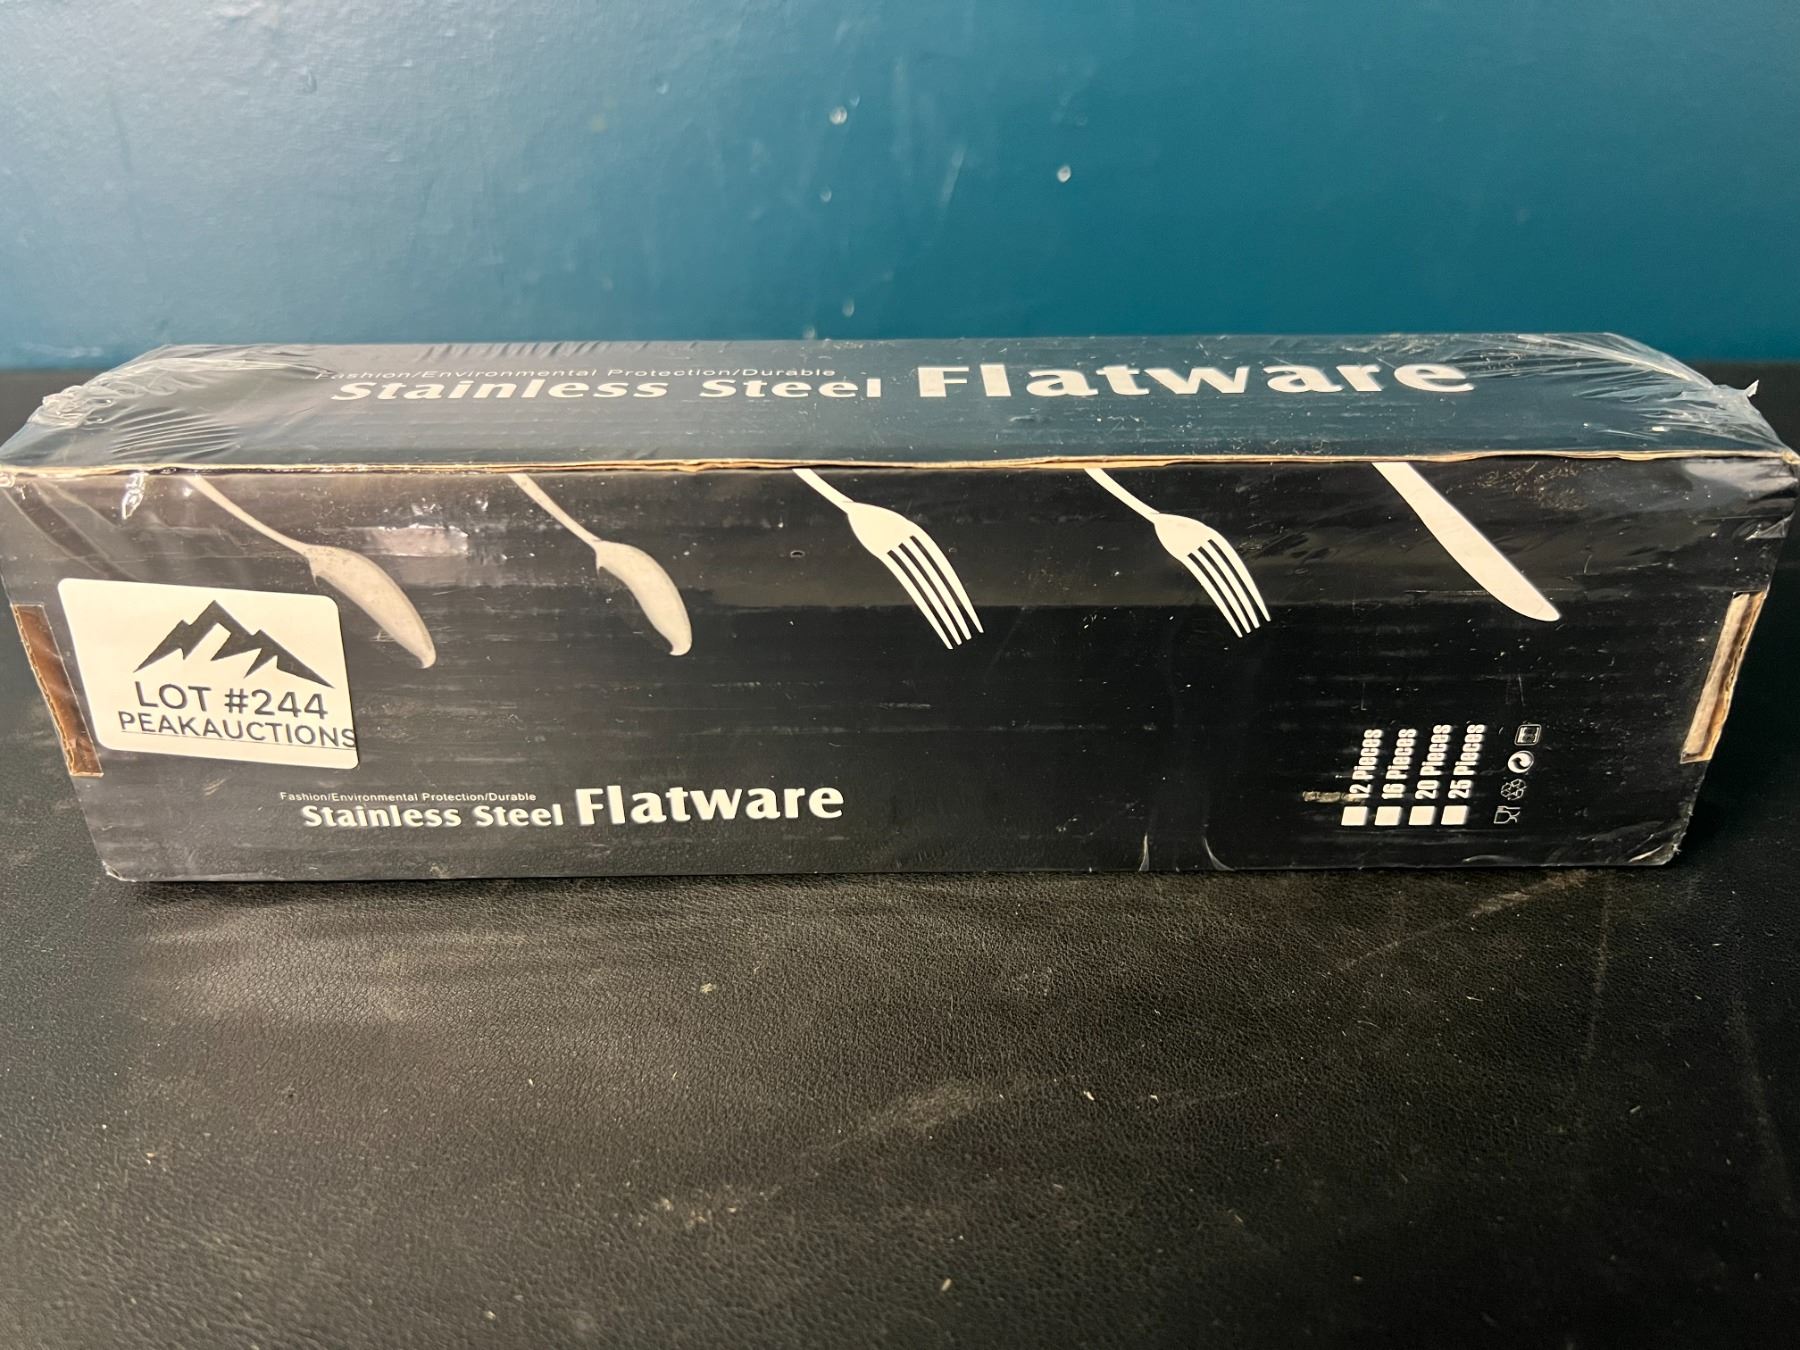 Fashion/Environmental Protection/Durable
Stainless Steel Flatware
LOT #244
PEAKAUCTIONS
Fashion/Environmental Protection/Durable
Stainless Steel Flatware
12 Pieces
16 Pieces
20 Pieces
25 Pieces